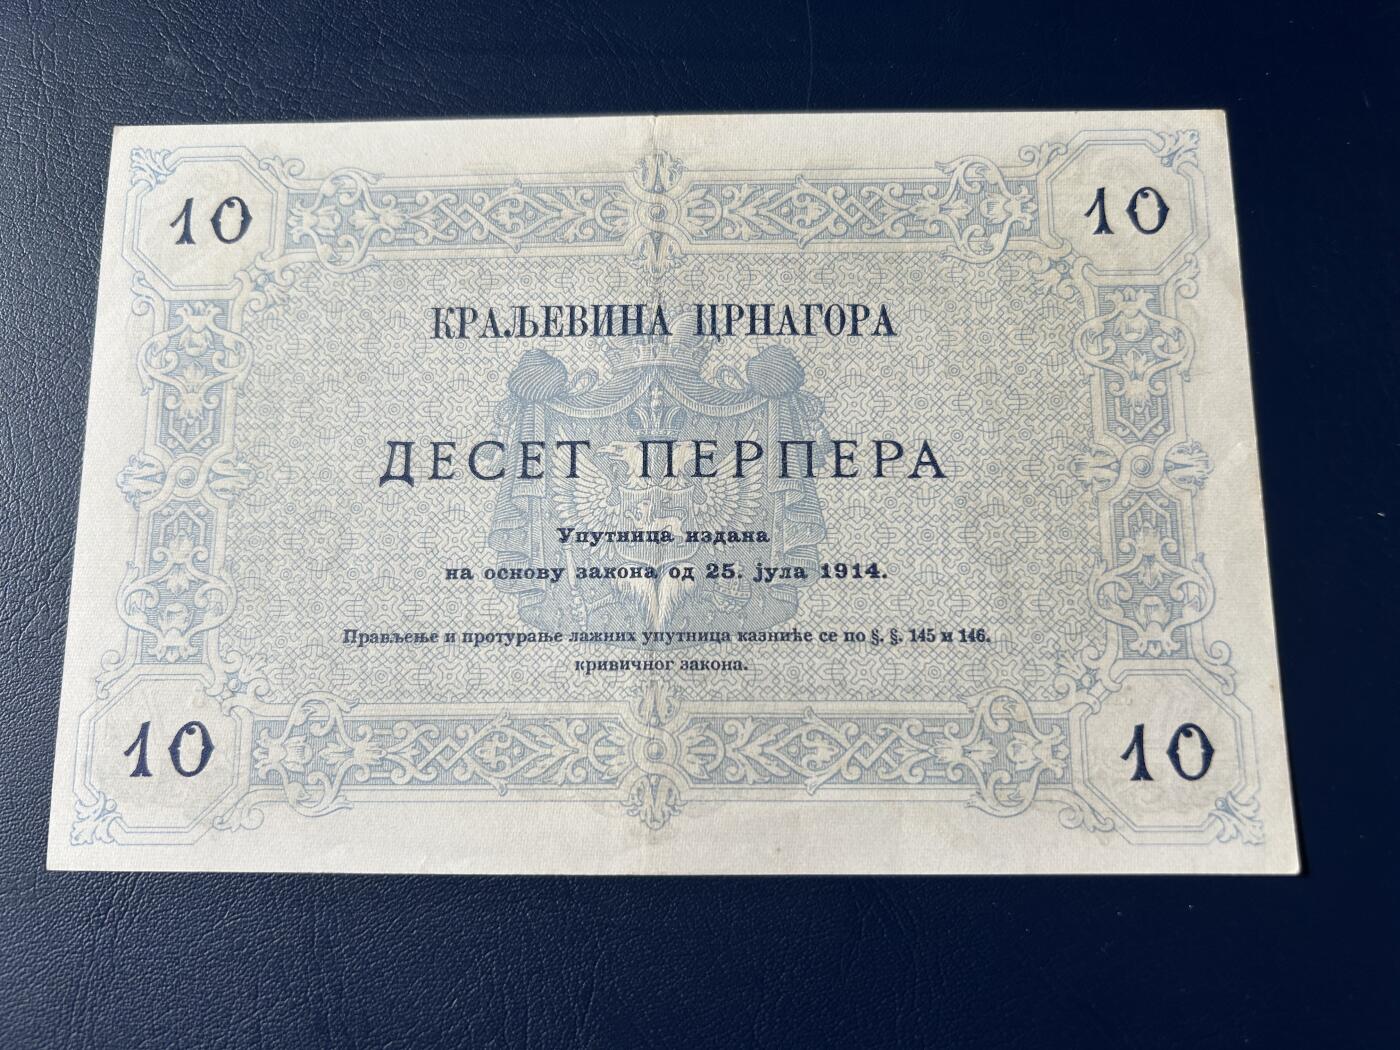 10 10
КРАЉЕВИНА ЦРНАГОРА
ДЕСЕТ ПЕРПЕРА
Упутница издана
на основу закона од 25. јула 1914.
Прављење и протурање лажних упутница казниће се по §. §. 145 и 146.
кривичног закона.
10 10